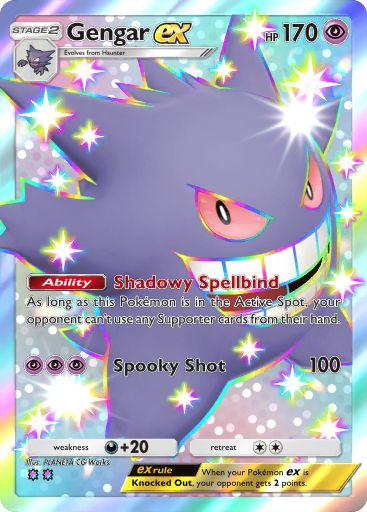 STAGE 2 Gengar ex HP 170
Evolves from Haunter
Ability Shadowy Spellbind
As long as this Pokémon is in the Active Spot, your
opponent can't use any Supporter cards from their hand.
Spooky Shot 100
weakness +20 retreat
Illus. PLANETA CG Works
ex rule When your Pokémon ex is
Knocked Out, your opponent gets 2 points.